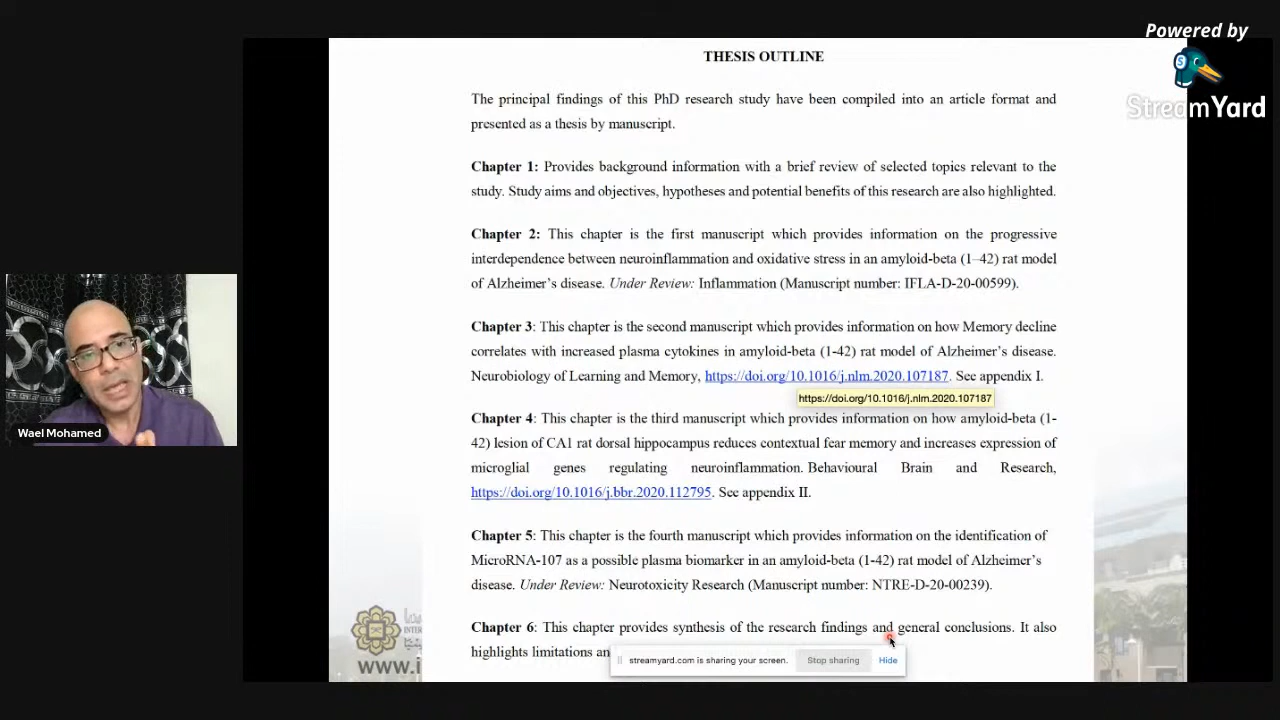 Powered by
StreamYard
THESIS OUTLINE
The principal findings of this PhD research study have been compiled into an article format and
presented as a thesis by manuscript.
Chapter 1: Provides background information with a brief review of selected topics relevant to the
study. Study aims and objectives, hypotheses and potential benefits of this research are also highlighted.
Chapter 2: This chapter is the first manuscript which provides information on the progressive
interdependence between neuroinflammation and oxidative stress in an amyloid-beta (1–42) rat model
of Alzheimer’s disease. Under Review: Inflammation (Manuscript number: IFLA-D-20-00599).
Chapter 3: This chapter is the second manuscript which provides information on how Memory decline
correlates with increased plasma cytokines in amyloid-beta (1-42) rat model of Alzheimer’s disease.
Neurobiology of Learning and Memory, https://doi.org/10.1016/j.nlm.2020.107187. See appendix I.
https://doi.org/10.1016/j.nlm.2020.107187
Chapter 4: This chapter is the third manuscript which provides information on how amyloid-beta (1-
42) lesion of CA1 rat dorsal hippocampus reduces contextual fear memory and increases expression of
microglial genes regulating neuroinflammation. Behavioural Brain and Research,
https://doi.org/10.1016/j.bbr.2020.112795. See appendix II.
Chapter 5: This chapter is the fourth manuscript which provides information on the identification of
MicroRNA-107 as a possible plasma biomarker in an amyloid-beta (1-42) rat model of Alzheimer’s
disease. Under Review: Neurotoxicity Research (Manuscript number: NTRE-D-20-00239).
Chapter 6: This chapter provides synthesis of the research findings and general conclusions. It also
highlights limitations
streamyard.com is sharing your screen. Stop sharing Hide
www.i
Wael Mohamed